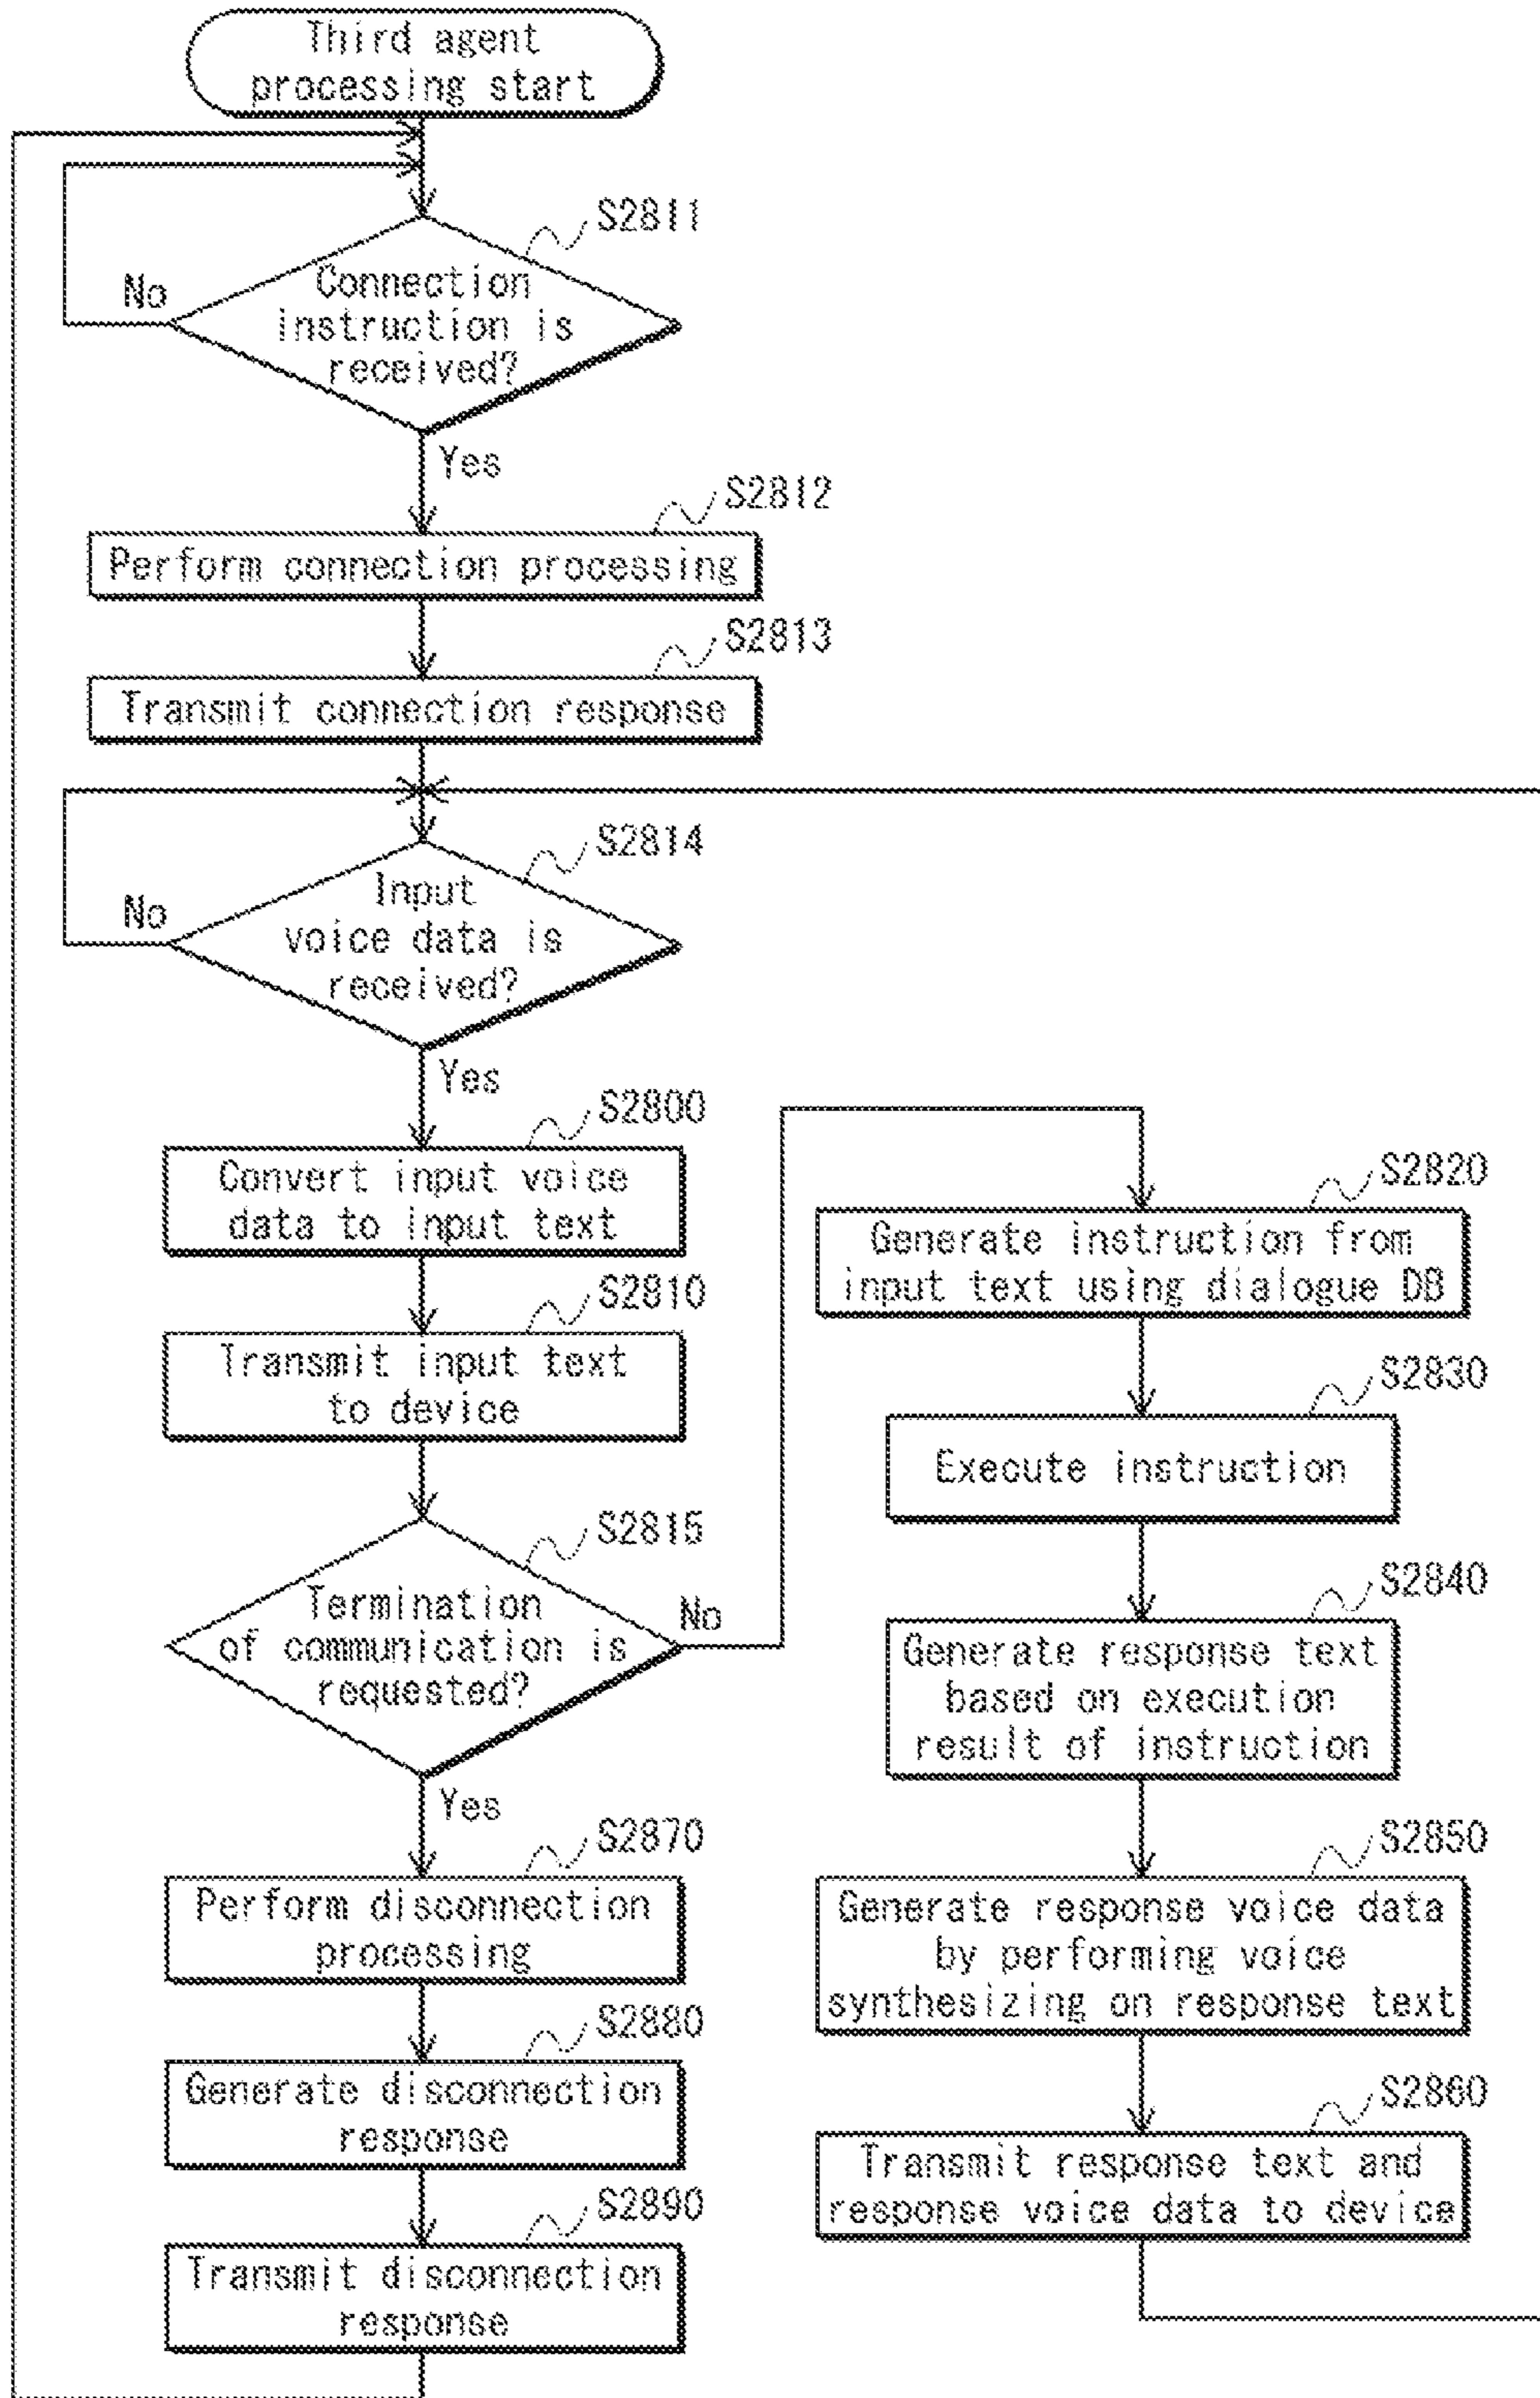 Third agent
processing start
S2811
No
Connection
instruction is
received?
Yes
S2812
Perform connection processing
S2813
Transmit connection response
S2814
No
Input
voice data is
received?
Yes
S2800
Convert input voice
data to input text
S2810
Transmit input text
to device
S2815
Termination
of communication is
requested?
No
Yes
S2870
Perform disconnection
processing
S2880
Generate disconnection
response
S2890
Transmit disconnection
response
S2820
Generate instruction from
input text using dialogue DB
S2830
Execute instruction
S2840
Generate response text
based on execution
result of instruction
S2850
Generate response voice data
by performing voice
synthesizing on response text
S2860
Transmit response text and
response voice data to device